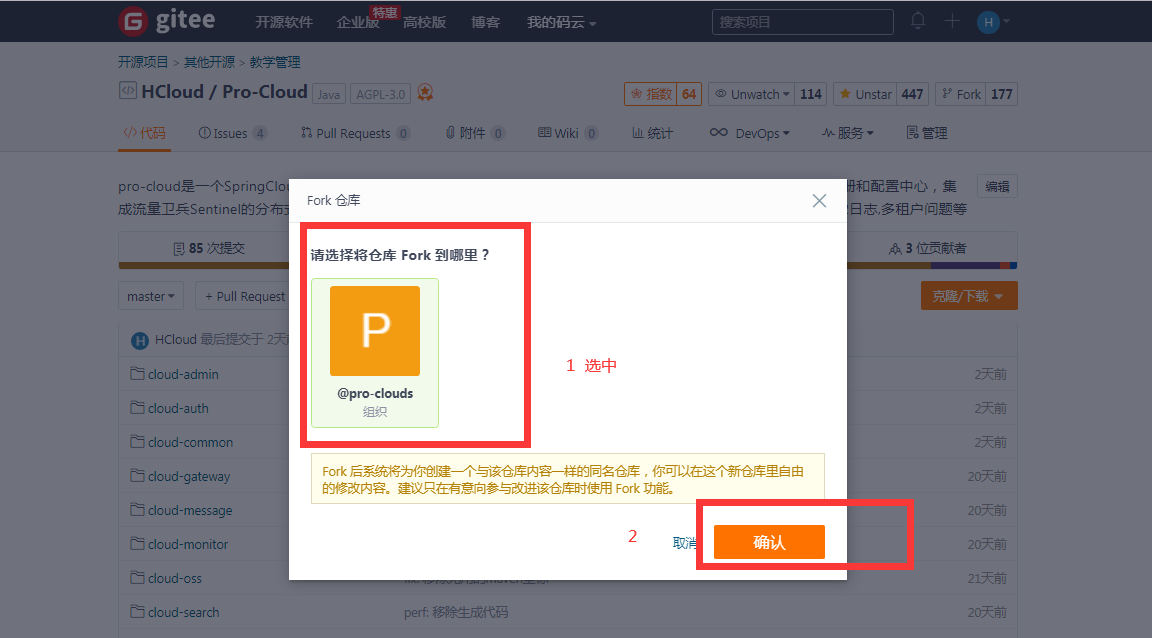 gitee
开源软件
企业版
特惠
高校版
博客
我的码云
搜索项目
H
开源项目 > 其他开源 > 教学管理
HCloud / Pro-Cloud
Java
AGPL-3.0
指数 64
Unwatch 114
Unstar 447
Fork 177
代码
Issues 4
Pull Requests 0
附件 0
Wiki 0
统计
DevOps
服务
管理
pro-cloud是一个SpringClou
册和配置中心，集
编辑
成流量卫兵Sentinel的分布
日志,多租户问题等
85 次提交
3 位贡献者
master
+ Pull Request
克隆/下载
H
HCloud 最后提交于 2天
cloud-admin
2天前
cloud-auth
2天前
cloud-common
2天前
cloud-gateway
20天前
cloud-message
20天前
cloud-monitor
20天前
cloud-oss
21天前
cloud-search
perf: 移除生成代码
20天前
Fork 仓库
请选择将仓库 Fork 到哪里？
P
@pro-clouds
组织
1 选中
Fork 后系统将为你创建一个与该仓库内容一样的同名仓库，你可以在这个新仓库里自由
的修改内容。建议只在有意向参与改进该仓库时使用 Fork 功能。
2
取消
确认